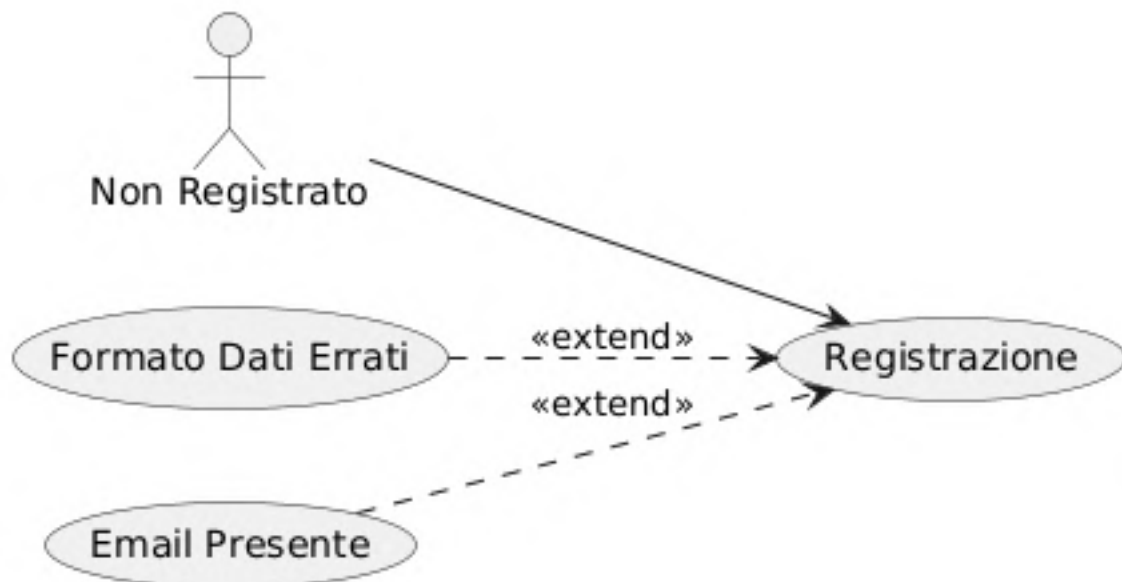 Non Registrato
«extend»
Formato Dati Errati
Registrazione
«extend»
Email Presente